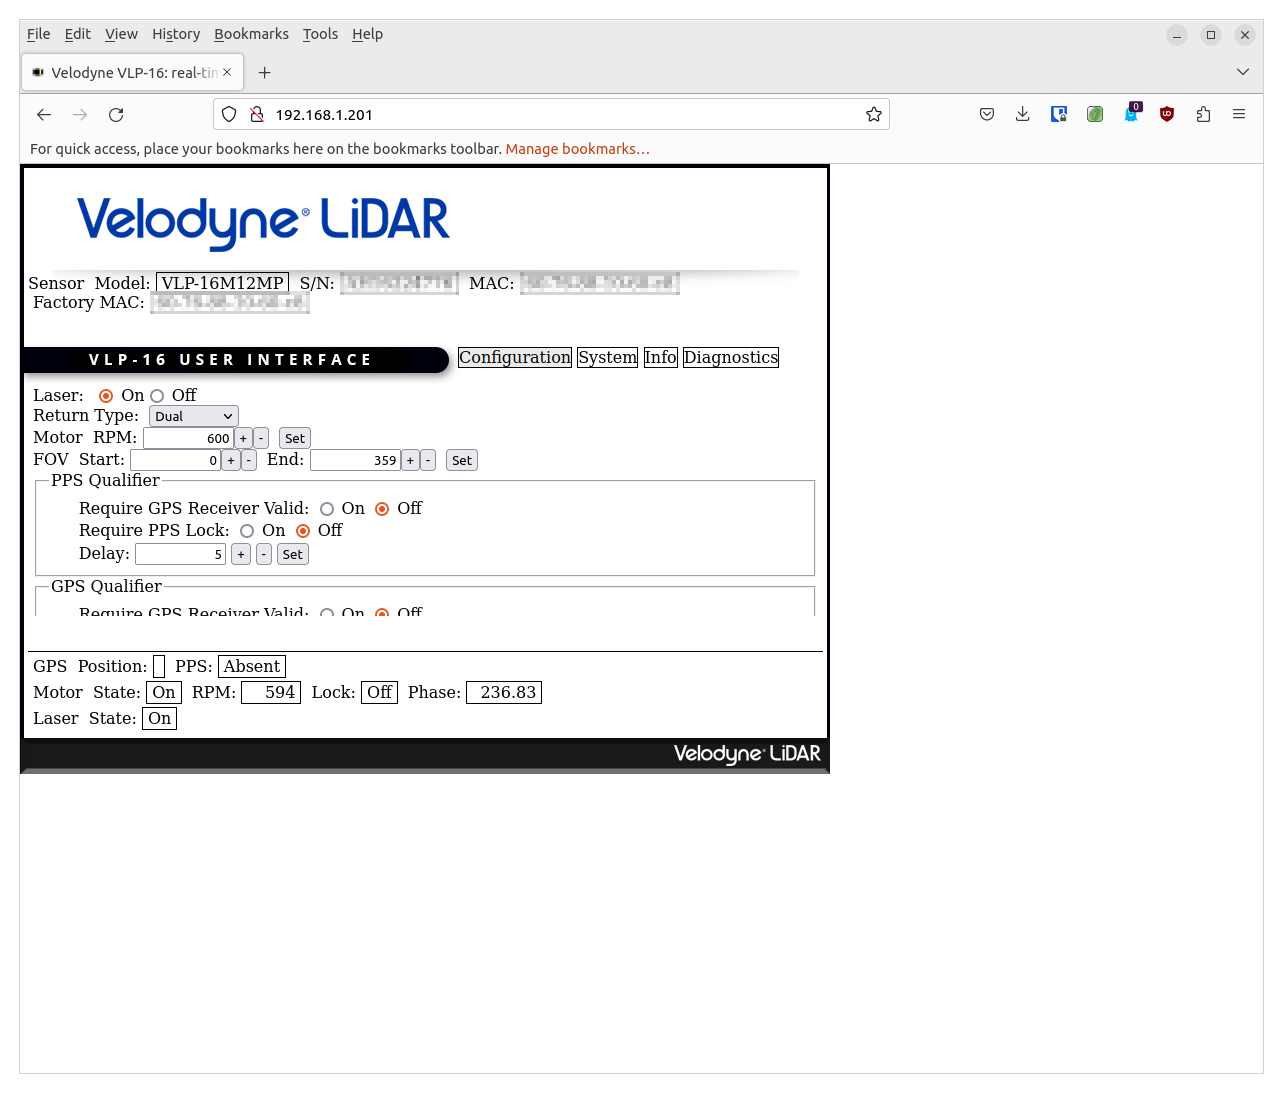 File Edit View History Bookmarks Tools Help
Velodyne VLP-16: real-tim
192.168.1.201
0
For quick access, place your bookmarks here on the bookmarks toolbar. Manage bookmarks…
Velodyne® LiDAR
Sensor Model: VLP-16M12MP S/N: MAC:
Factory MAC:
VLP-16 USER INTERFACE Configuration System Info Diagnostics
Laser: On Off
Return Type: Dual
Motor RPM: 600 + - Set
FOV Start: 0 + - End: 359 + - Set
PPS Qualifier
Require GPS Receiver Valid: On Off
Require PPS Lock: On Off
Delay: 5 + - Set
GPS Qualifier
Require GPS Receiver Valid: On Off
GPS Position: PPS: Absent
Motor State: On RPM: 594 Lock: Off Phase: 236.83
Laser State: On
Velodyne® LiDAR